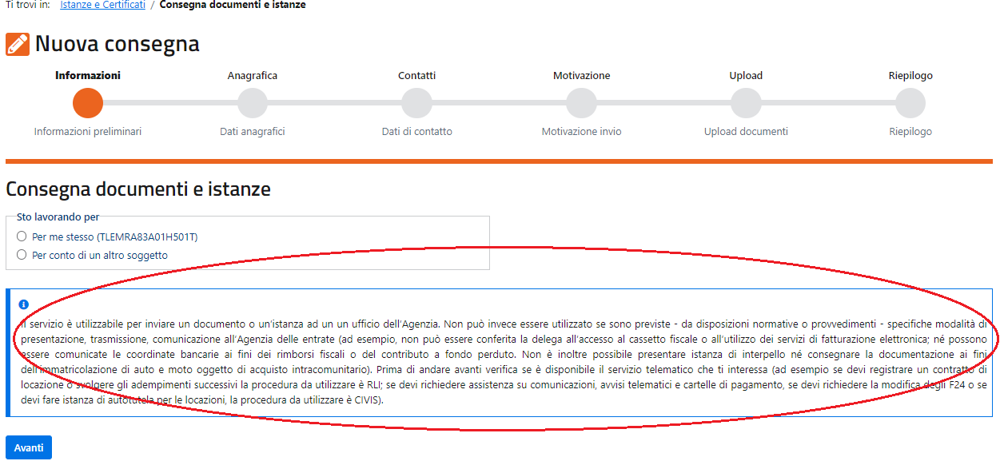 Ti trovi in: Istanze e Certificati / Consegna documenti e istanze
Nuova consegna
Informazioni Anagrafica Contatti Motivazione Upload Riepilogo
Informazioni preliminari Dati anagrafici Dati di contatto Motivazione invio Upload documenti Riepilogo
Consegna documenti e istanze
Sto lavorando per
Per me stesso (TLEMRA83A01H501T)
Per conto di un altro soggetto
Il servizio è utilizzabile per inviare un documento o un'istanza ad un un ufficio dell'Agenzia. Non può invece essere utilizzato se sono previste - da disposizioni normative o provvedimenti - specifiche modalità di
presentazione, trasmissione, comunicazione all'Agenzia delle entrate (ad esempio, non può essere conferita la delega all'accesso al cassetto fiscale o all'utilizzo dei servizi di fatturazione elettronica; né possono
essere comunicate le coordinate bancarie ai fini dei rimborsi fiscali o del contributo a fondo perduto. Non è inoltre possibile presentare istanza di interpello né consegnare la documentazione ai fini
dell'immatricolazione di auto e moto oggetto di acquisto intracomunitario). Prima di andare avanti verifica se è disponibile il servizio telematico che ti interessa (ad esempio se devi registrare un contratto di
locazione o svolgere gli adempimenti successivi la procedura da utilizzare è RLI; se devi richiedere assistenza su comunicazioni, avvisi telematici e cartelle di pagamento, se devi richiedere la modifica degli F24 o se
devi fare istanza di autotutela per le locazioni, la procedura da utilizzare è CIVIS).
Avanti